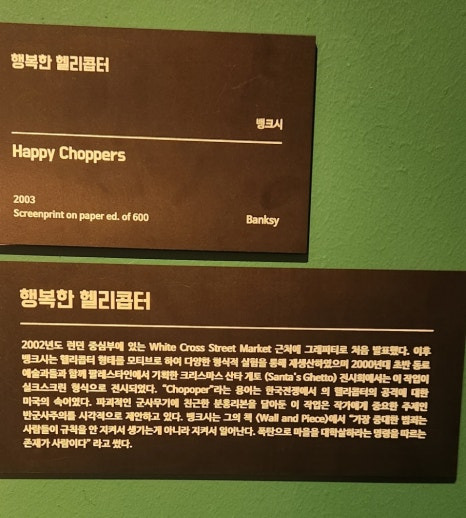 행복한 헬리콥터
뱅크시
Happy Choppers
2003
Screenprint on paper ed. of 600
Banksy
행복한 헬리콥터
2002년도 런던 중심부에 있는 White Cross Street Market 근처에 그래피티로 처음 발표했다. 이후
뱅크시는 헬리콥터 형태를 모티브로 하여 다양한 형식적 실험을 통해 재생산하였으며 2000년대 초반 동료
예술과들과 함께 팔레스타인에서 기획한 크리스마스 산타 게토 (Santa's Ghetto) 전시회에서는 이 작업이
실크스크린 형식으로 전시되었다. "Chopoper"라는 용어는 한국전쟁에서 의 헬리콥터의 공격에 대한
미국의 속어였다. 파괴적인 군사무기에 친근한 분홍리본을 달아둔 이 작업은 작가에게 중요한 주제인
반군사주의를 시각적으로 제안하고 있다. 뱅크시는 그의 책 《Wall and Piece》에서 "가장 중대한 범죄는
사람들이 규칙을 안 지켜서 생기는게 아니라 지켜서 일어난다. 폭탄으로 마을을 대학살하라는 명령을 따르는
존재가 사람이다" 라고 썼다.